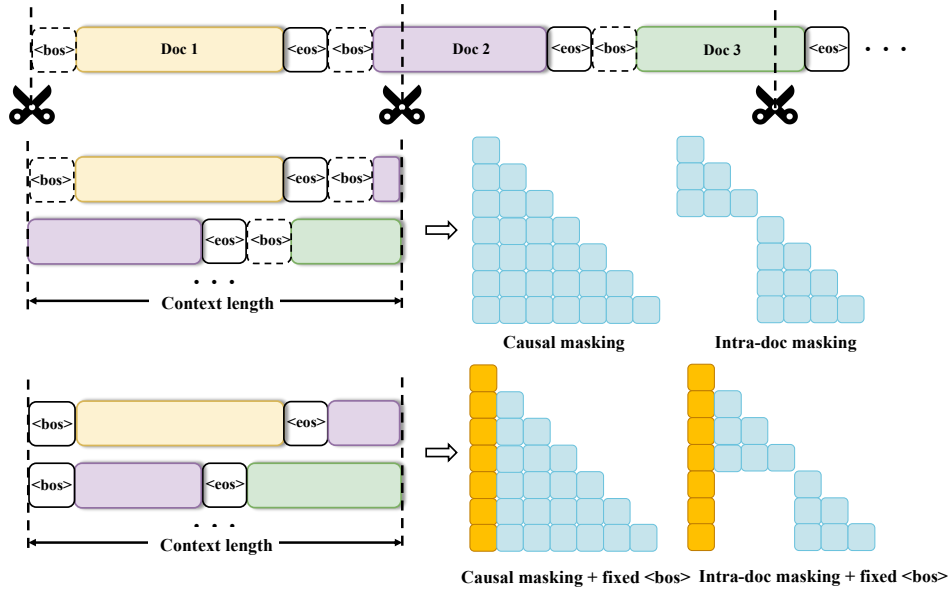 <bos> Doc 1 <eos> <bos> Doc 2 <eos> <bos> Doc 3 <eos> . . .
<bos> <eos> <bos>
<eos> <bos>
. . .
Context length
Causal masking Intra-doc masking
<bos> <eos>
<bos> <eos>
. . .
Context length
Causal masking + fixed <bos> Intra-doc masking + fixed <bos>